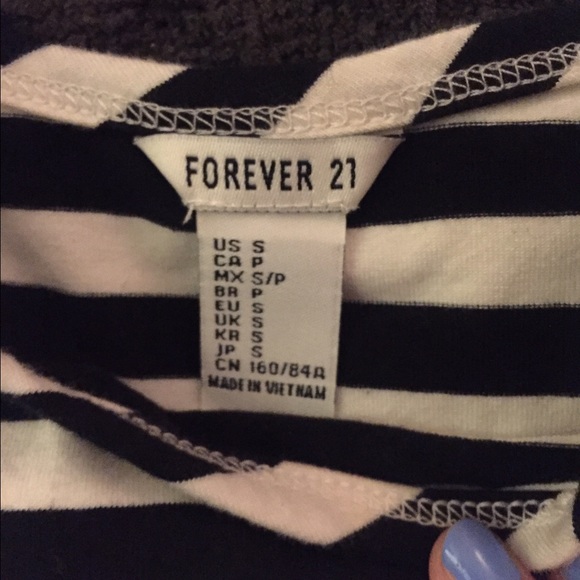 FOREVER 21
US S
CA P
MX S/P
BR P
EU S
UK S
KR S
JP S
CN 160/84A
MADE IN VIETNAM